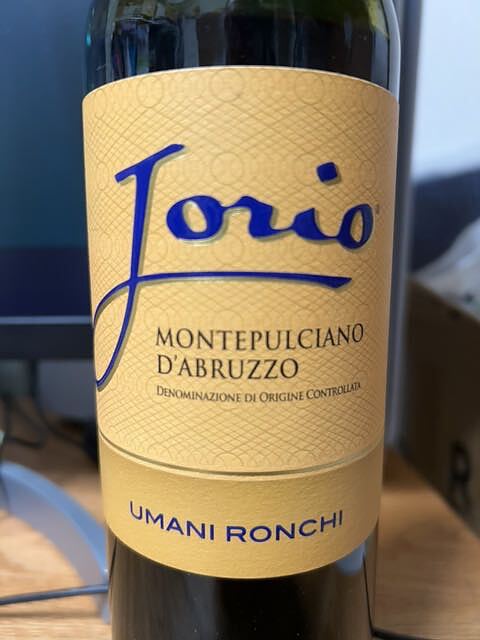 Jorio
MONTEPULCIANO
D'ABRUZZO
DENOMINAZIONE DI ORIGINE CONTROLLATA
UMANI RONCHI